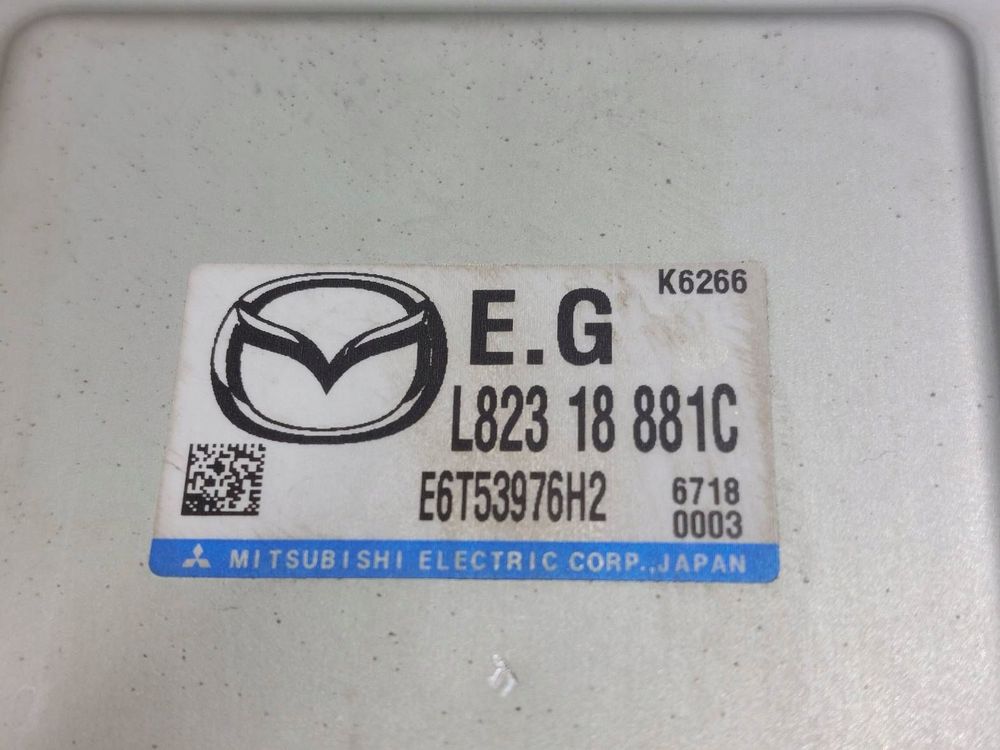 K6266
E.G
L823 18 881C
E6T53976H2
6718
0003
MITSUBISHI ELECTRIC CORP.,JAPAN